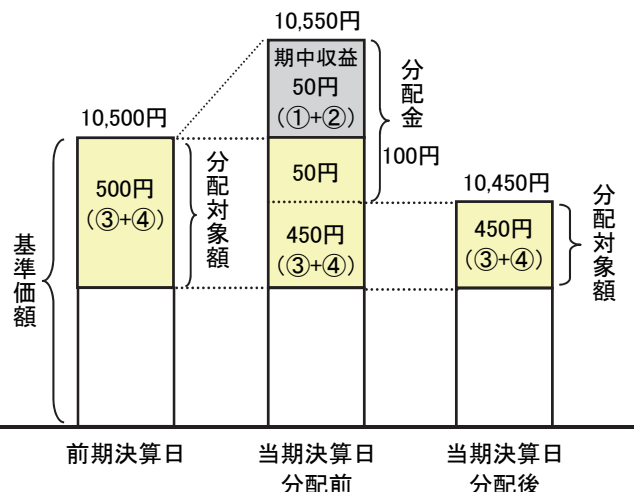 10,550円
期中収益
50円
(①+②)
分配金
100円
10,500円
500円
(③+④)
分配対象額
50円
450円
(③+④)
10,450円
450円
(③+④)
分配対象額
基準価額
前期決算日
当期決算日
分配前
当期決算日
分配後